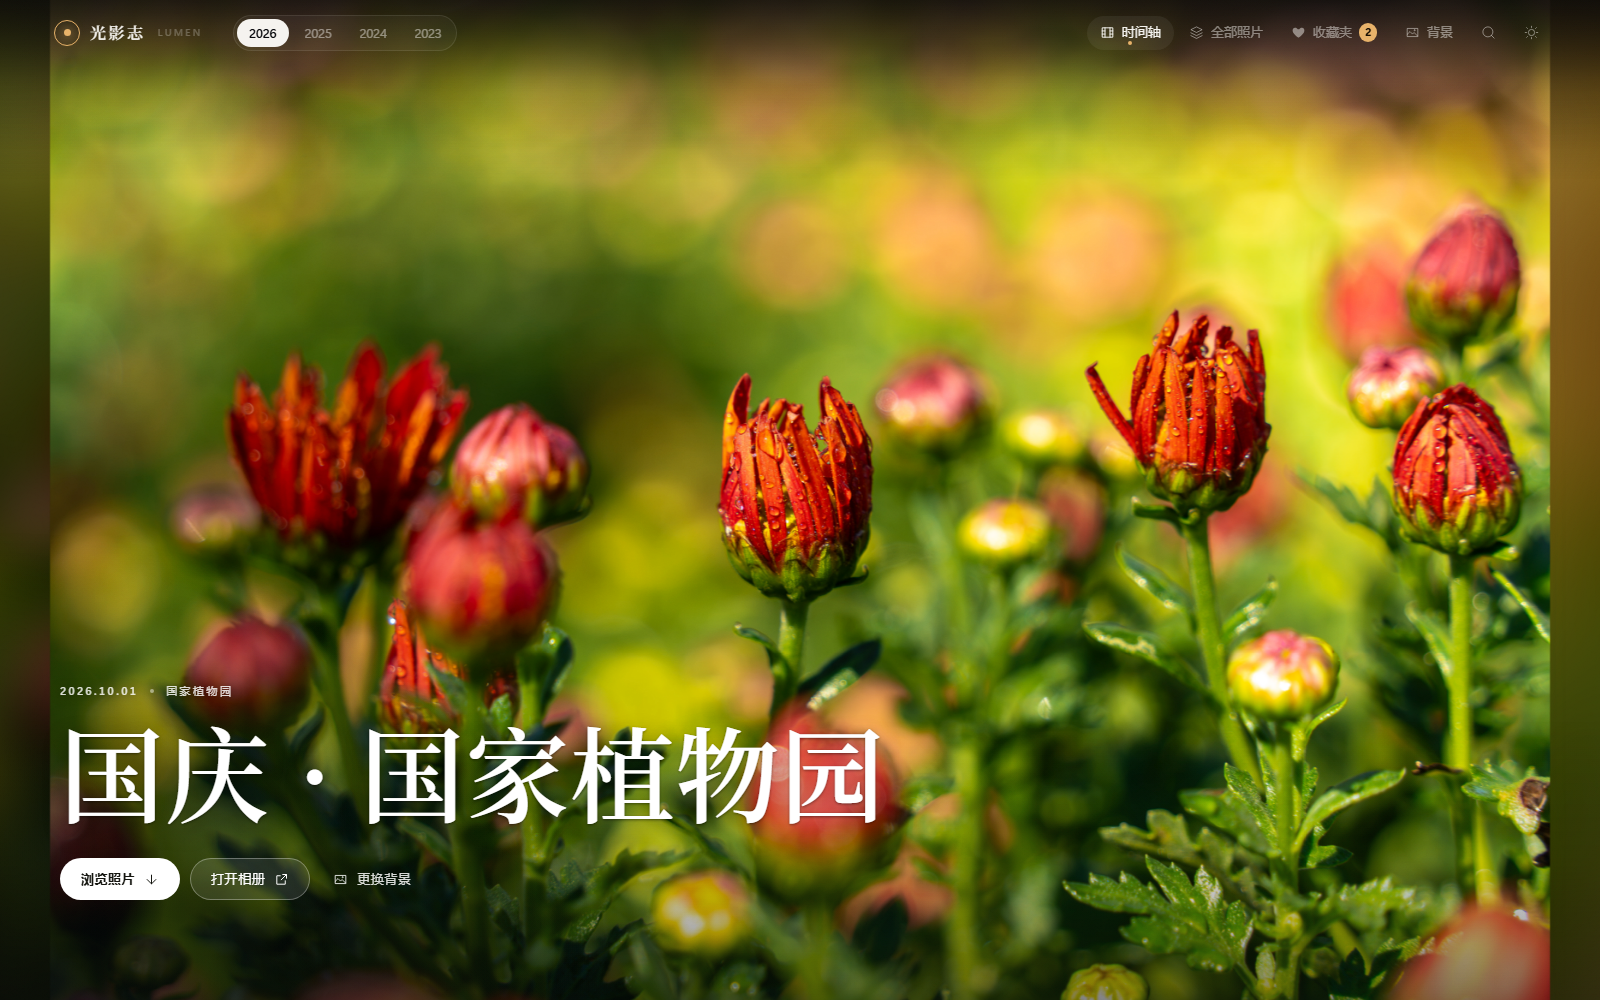 光影志 LUMEN 2026 2025 2024 2023 时间轴 全部照片 收藏夹 2 背景
2026.10.01 • 国家植物园
国庆 · 国家植物园
浏览照片 打开相册 更换背景